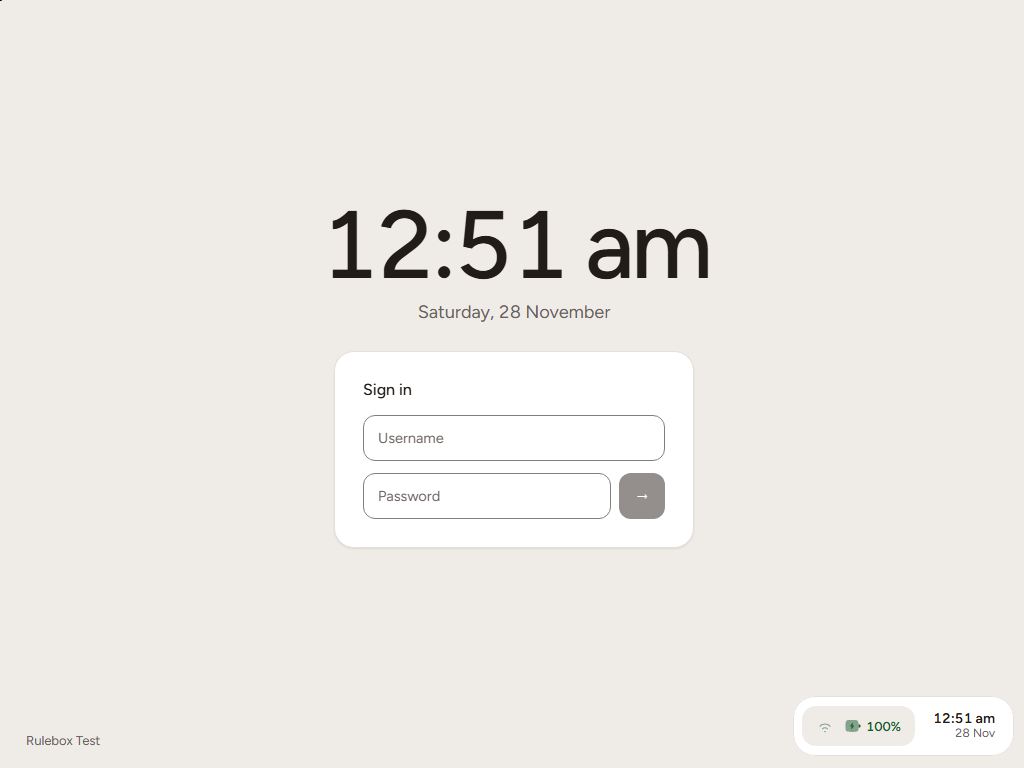 12:51 am
Saturday, 28 November
Sign in
Username
Password
→
Rulebox Test
100%
12:51 am
28 Nov